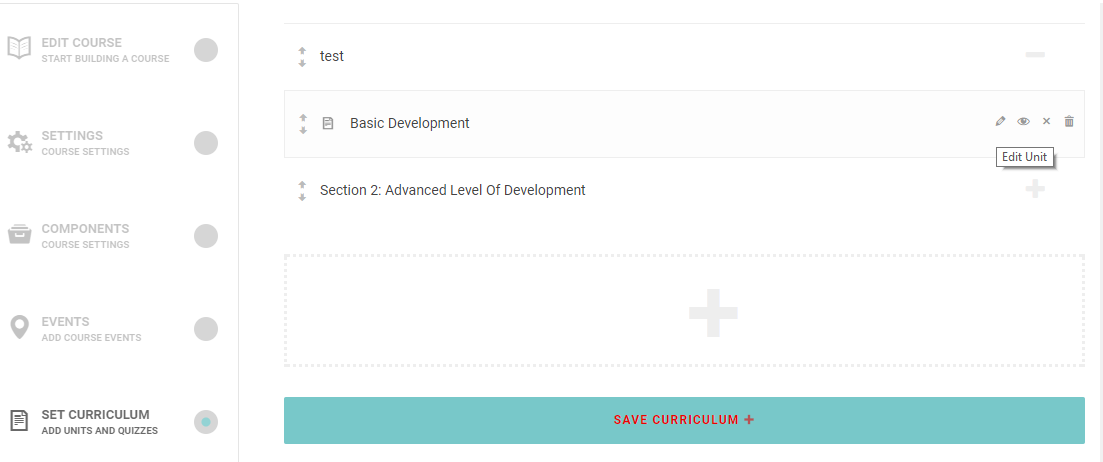 EDIT COURSE
START BUILDING A COURSE
SETTINGS
COURSE SETTINGS
COMPONENTS
COURSE SETTINGS
EVENTS
ADD COURSE EVENTS
SET CURRICULUM
ADD UNITS AND QUIZZES
test
Basic Development
Edit Unit
Section 2: Advanced Level Of Development
SAVE CURRICULUM +